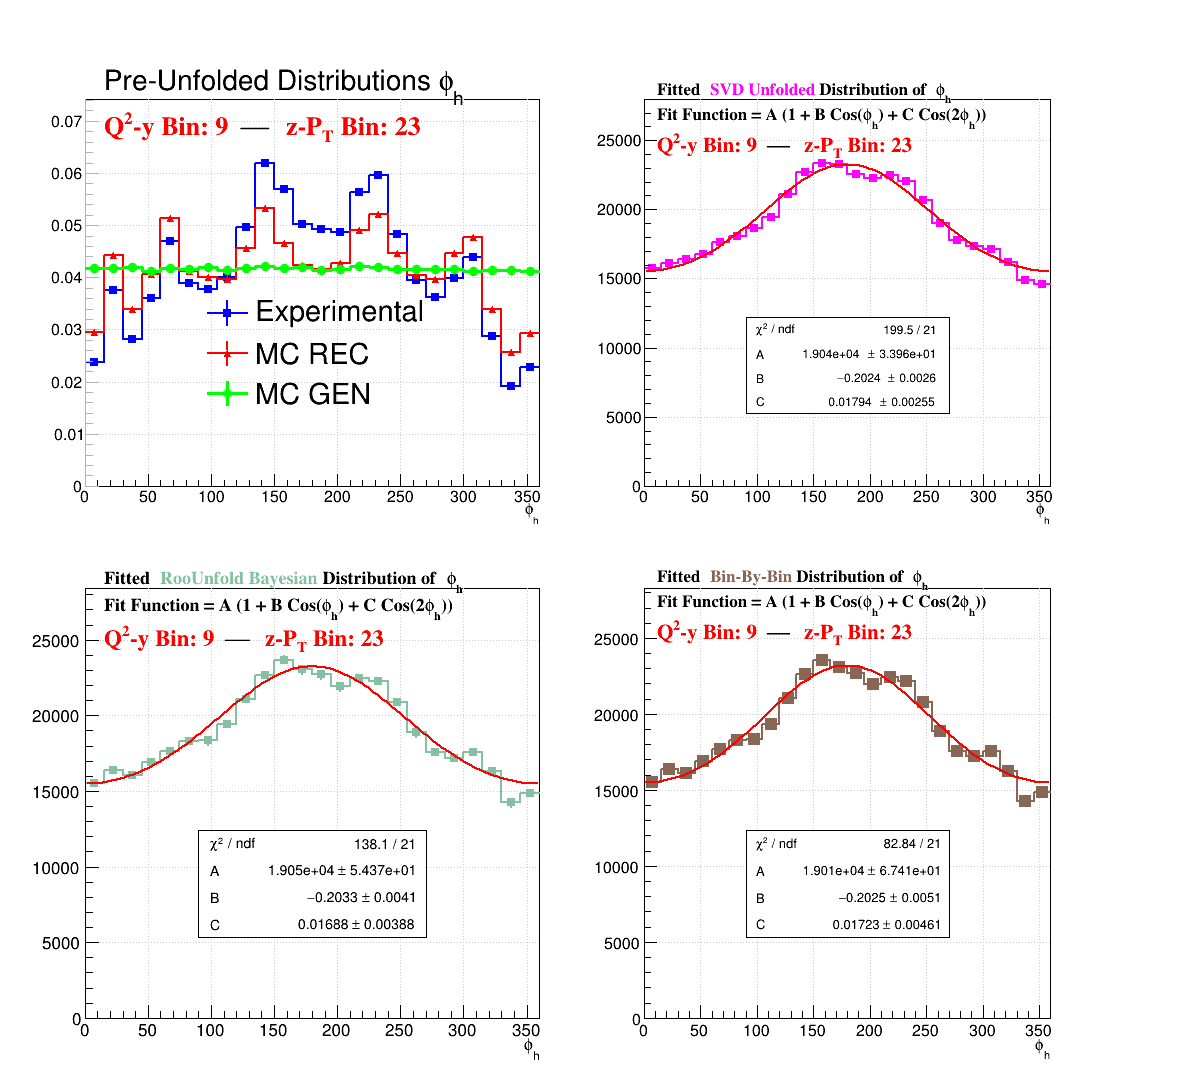 Pre-Unfolded Distributions ϕh
Q²-y Bin: 9 — z-PT Bin: 23
0.07
0.06
0.05
0.04
0.03
0.02
0.01
0
Experimental
MC REC
MC GEN
0 50 100 150 200 250 300 350
ϕh
Fitted SVD Unfolded Distribution of ϕh
Fit Function = A (1 + B Cos(ϕh) + C Cos(2ϕh))
Q²-y Bin: 9 — z-PT Bin: 23
25000
20000
15000
10000
5000
0
χ² / ndf 199.5 / 21
A 1.904e+04 ± 3.396e+01
B −0.2024 ± 0.0026
C 0.01794 ± 0.00255
0 50 100 150 200 250 300 350
ϕh
Fitted RooUnfold Bayesian Distribution of ϕh
Fit Function = A (1 + B Cos(ϕh) + C Cos(2ϕh))
Q²-y Bin: 9 — z-PT Bin: 23
25000
20000
15000
10000
5000
0
χ² / ndf 138.1 / 21
A 1.905e+04 ± 5.437e+01
B −0.2033 ± 0.0041
C 0.01688 ± 0.00388
0 50 100 150 200 250 300 350
ϕh
Fitted Bin-By-Bin Distribution of ϕh
Fit Function = A (1 + B Cos(ϕh) + C Cos(2ϕh))
Q²-y Bin: 9 — z-PT Bin: 23
25000
20000
15000
10000
5000
0
χ² / ndf 82.84 / 21
A 1.901e+04 ± 6.741e+01
B −0.2025 ± 0.0051
C 0.01723 ± 0.00461
0 50 100 150 200 250 300 350
ϕh